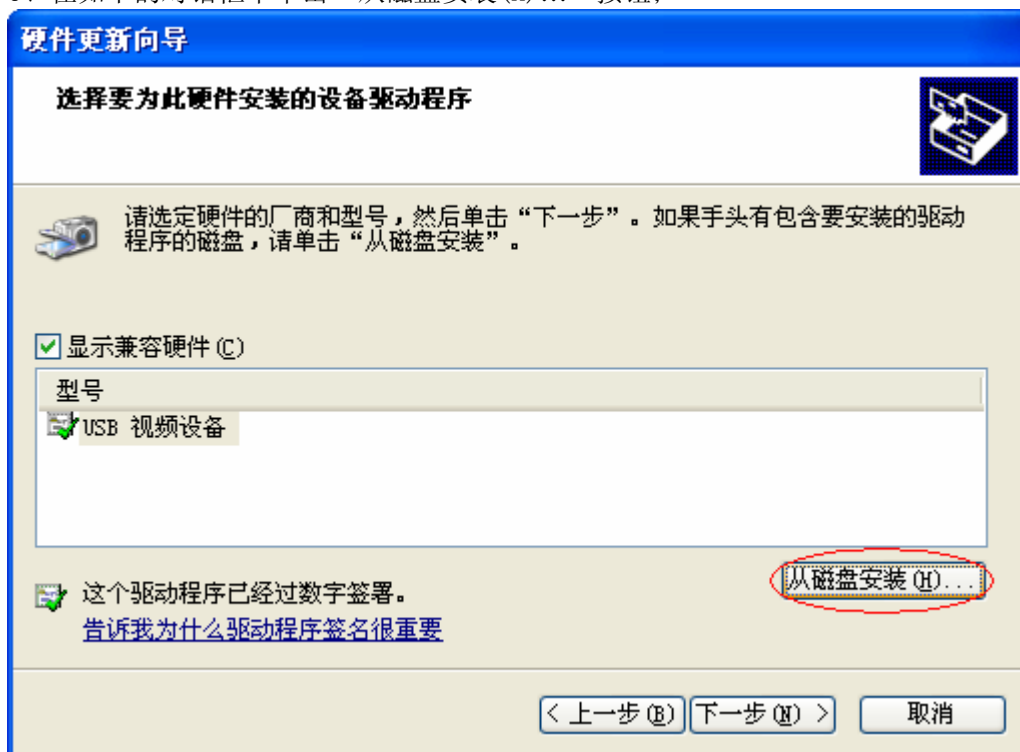 硬件更新向导
选择要为此硬件安装的设备驱动程序
请选定硬件的厂商和型号，然后单击“下一步”。如果手头有包含要安装的驱动
程序的磁盘，请单击“从磁盘安装”。
显示兼容硬件(C)
型号
USB 视频设备
从磁盘安装(H)...
这个驱动程序已经过数字签署。
告诉我为什么驱动程序签名很重要
< 上一步(B) 下一步(N) > 取消